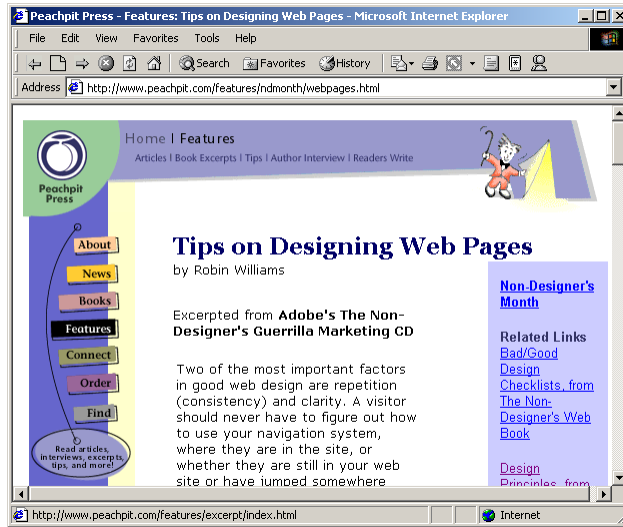 Peachpit Press - Features: Tips on Designing Web Pages - Microsoft Internet Explorer
File Edit View Favorites Tools Help
Search Favorites History
Address http://www.peachpit.com/features/ndmonth/webpages.html
Home | Features
Articles | Book Excerpts | Tips | Author Interview | Readers Write
Peachpit
Press
About
News
Books
Features
Connect
Order
Find
Read articles,
interviews, excerpts,
tips, and more!
Tips on Designing Web Pages
by Robin Williams
Excerpted from Adobe's The Non-
Designer's Guerrilla Marketing CD
Two of the most important factors
in good web design are repetition
(consistency) and clarity. A visitor
should never have to figure out how
to use your navigation system,
where they are in the site, or
whether they are still in your web
site or have jumped somewhere
Non-Designer's
Month
Related Links
Bad/Good
Design
Checklists, from
The Non-
Designer's Web
Book
Design
Principles, from
http://www.peachpit.com/features/excerpt/index.html
Internet